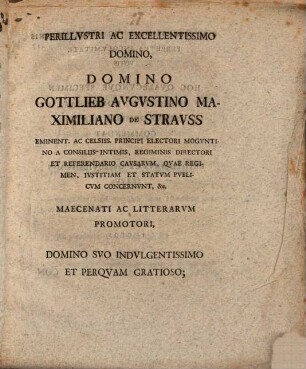 PERILLVSTRI AC EXCELLENTISSIMO
DOMINO,
DOMINO
GOTTLIEB AVGVSTINO MA-
XIMILIANO DE STRAVSS
EMINENT. AC CELSISS. PRINCIPI ELECTORI MOGVNTI-
NO A CONSILIIS INTIMIS, REGIMINIS DIRECTORI
ET REFERENDARIO CAVSARVM, QVAE REGI-
MEN, IVSTITIAM ET STATVM PVBLI-
CVM CONCERNVNT, &c.
MAECENATI AC LITTERARVM
PROMOTORI,
DOMINO SVO INDVLGENTISSIMO
ET PERQVAM GRATIOSO;